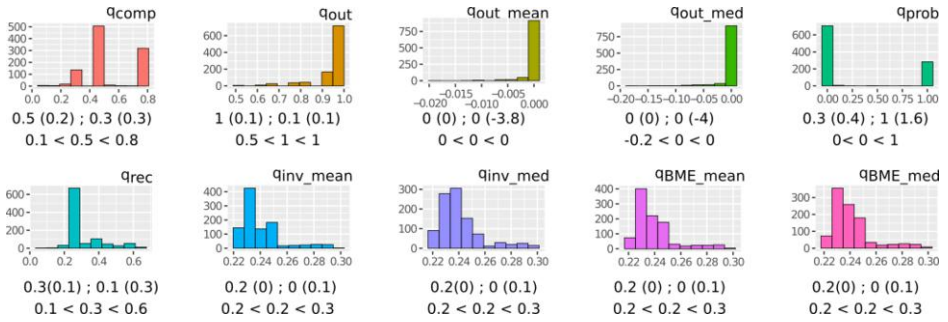 qcomp qout qout_mean qout_med qprob
500 400 300 200 100 0
600 400 200 0
750 500 250 0
750 500 250 0
600 400 200 0
0.0 0.2 0.4 0.6 0.8
0.5 0.6 0.7 0.8 0.9 1.0
−0.020 −0.015 −0.010 −0.005 0.000
−0.20 −0.15 −0.10 −0.05 0.00
0.00 0.25 0.50 0.75 1.00
0.5 (0.2) ; 0.3 (0.3) 1 (0.1) ; 0.1 (0.1) 0 (0) ; 0 (-3.8) 0 (0) ; 0 (-4) 0.3 (0.4) ; 1 (1.6)
0.1 < 0.5 < 0.8 0.5 < 1 < 1 0 < 0 < 0 -0.2 < 0 < 0 0< 0 < 1
qrec qinv_mean qinv_med qBME_mean qBME_med
600 400 200 0
400 300 200 100 0
300 200 100 0
400 300 200 100 0
300 200 100 0
0.0 0.2 0.4 0.6
0.22 0.24 0.26 0.28 0.30
0.22 0.24 0.26 0.28 0.30
0.22 0.24 0.26 0.28 0.30
0.22 0.24 0.26 0.28 0.30
0.3(0.1) ; 0.1 (0.3) 0.2 (0) ; 0 (0.1) 0.2(0) ; 0 (0.1) 0.2 (0) ; 0 (0.1) 0.2(0) ; 0 (0.1)
0.1 < 0.3 < 0.6 0.2 < 0.2 < 0.3 0.2 < 0.2 < 0.3 0.2 < 0.2 < 0.3 0.2 < 0.2 < 0.3